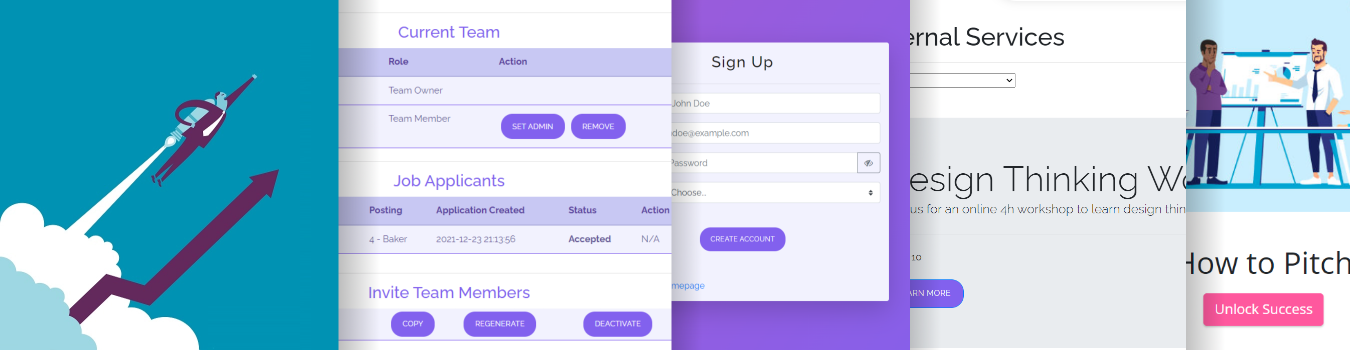 Current Team
Role Action
Team Owner
Team Member SET ADMIN REMOVE
Job Applicants
Posting Application Created Status Action
4 - Baker 2021-12-23 21:13:56 Accepted N/A
Invite Team Members
COPY REGENERATE DEACTIVATE
Sign Up
John Doe
doe@example.com
Password
Choose...
CREATE ACCOUNT
mepage
ernal Services
esign Thinking Wo
us for an online 4h workshop to learn design thin
10
ARN MORE
How to Pitch
Unlock Success